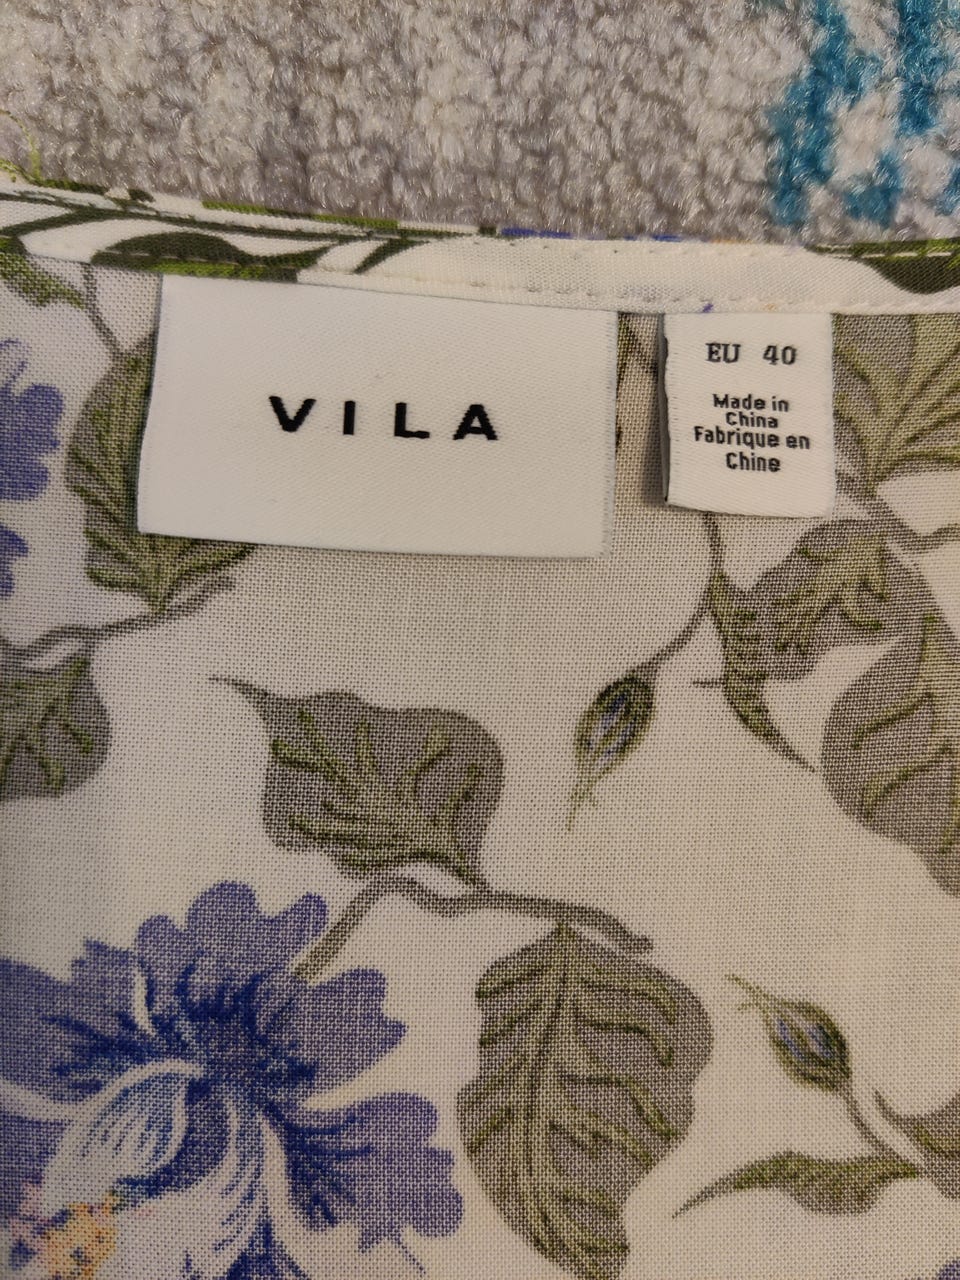 VILA
EU 40
Made in
China
Fabrique en
Chine